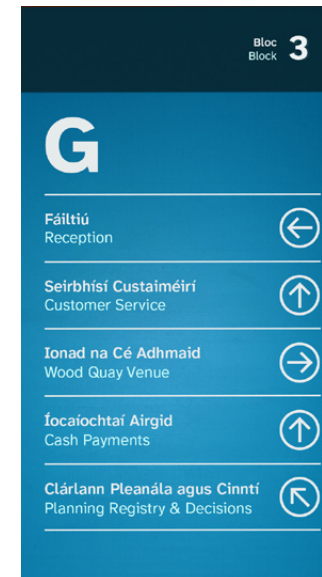 Bloc
Block 3
G
Fáiltiú
Reception
Seirbhísí Custaiméirí
Customer Service
Ionad na Cé Adhmaid
Wood Quay Venue
Íocaíochtaí Airgid
Cash Payments
Clárlann Pleanála agus Cinntí
Planning Registry & Decisions